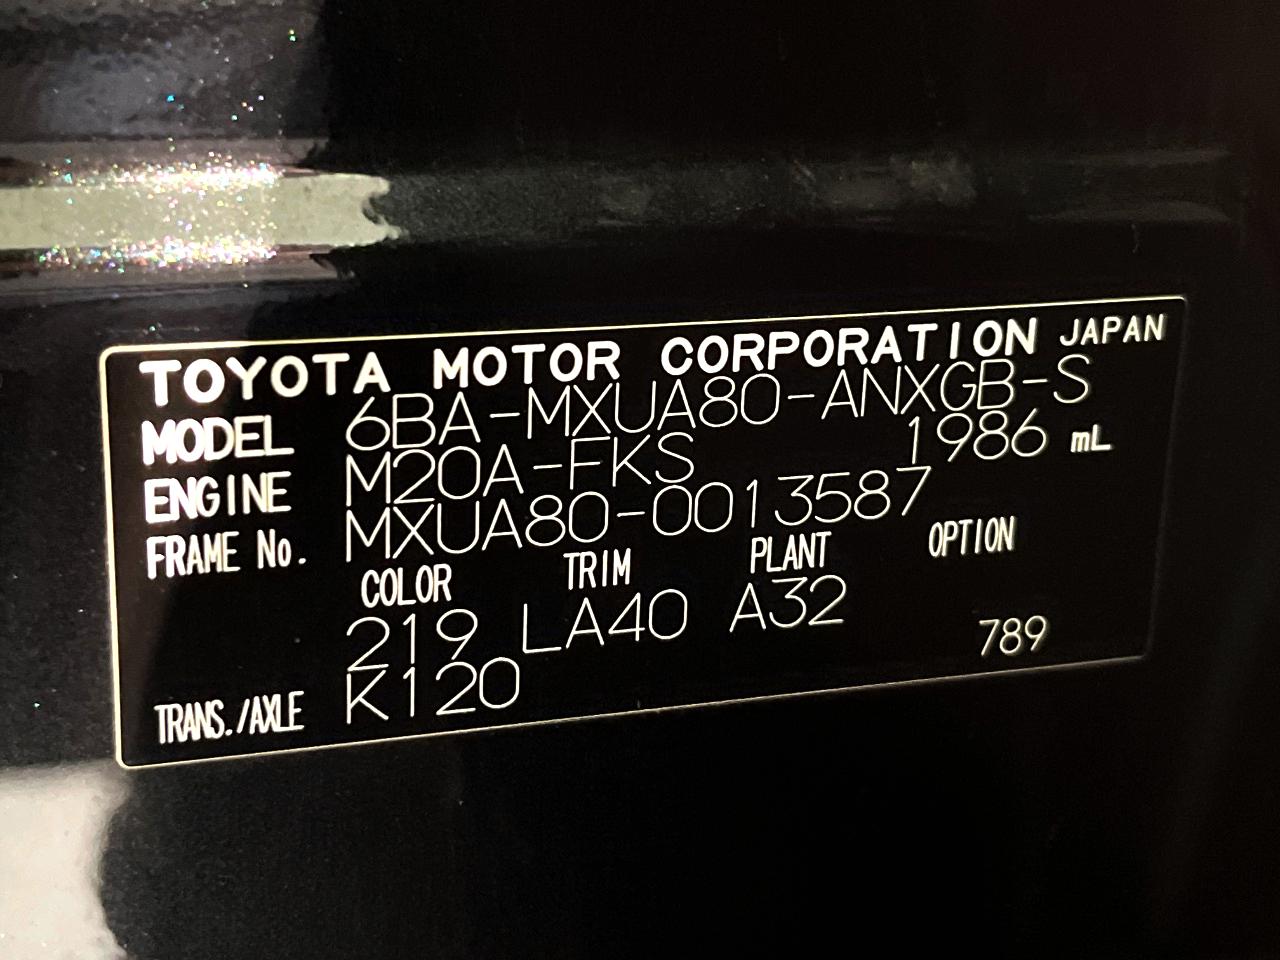 TOYOTA MOTOR CORPORATION JAPAN
MODEL 6BA-MXUA80-ANXGB-S
ENGINE M20A-FKS 1986 mL
FRAME No. MXUA80-0013587
COLOR TRIM PLANT OPTION
219 LA40 A32
789
TRANS./AXLE K120